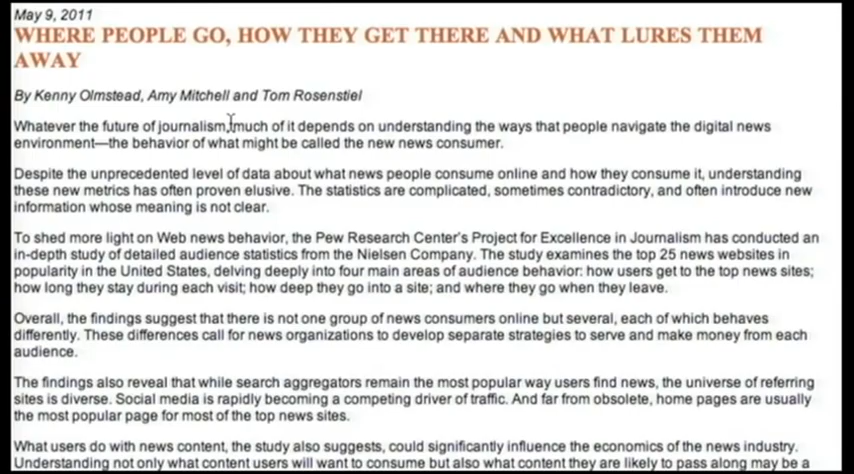 May 9, 2011
WHERE PEOPLE GO, HOW THEY GET THERE AND WHAT LURES THEM
AWAY
By Kenny Olmstead, Amy Mitchell and Tom Rosenstiel
Whatever the future of journalism, much of it depends on understanding the ways that people navigate the digital news
environment—the behavior of what might be called the new news consumer.
Despite the unprecedented level of data about what news people consume online and how they consume it, understanding
these new metrics has often proven elusive. The statistics are complicated, sometimes contradictory, and often introduce new
information whose meaning is not clear.
To shed more light on Web news behavior, the Pew Research Center's Project for Excellence in Journalism has conducted an
in-depth study of detailed audience statistics from the Nielsen Company. The study examines the top 25 news websites in
popularity in the United States, delving deeply into four main areas of audience behavior: how users get to the top news sites;
how long they stay during each visit; how deep they go into a site; and where they go when they leave.
Overall, the findings suggest that there is not one group of news consumers online but several, each of which behaves
differently. These differences call for news organizations to develop separate strategies to serve and make money from each
audience.
The findings also reveal that while search aggregators remain the most popular way users find news, the universe of referring
sites is diverse. Social media is rapidly becoming a competing driver of traffic. And far from obsolete, home pages are usually
the most popular page for most of the top news sites.
What users do with news content, the study also suggests, could significantly influence the economics of the news industry.
Understanding not only what content users will want to consume but also what content they are likely to pass along may be a